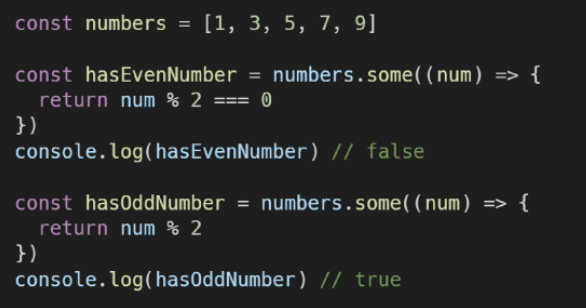 const numbers = [1, 3, 5, 7, 9]
const hasEvenNumber = numbers.some((num) => {
  return num % 2 === 0
})
console.log(hasEvenNumber) // false
const hasOddNumber = numbers.some((num) => {
  return num % 2
})
console.log(hasOddNumber) // true